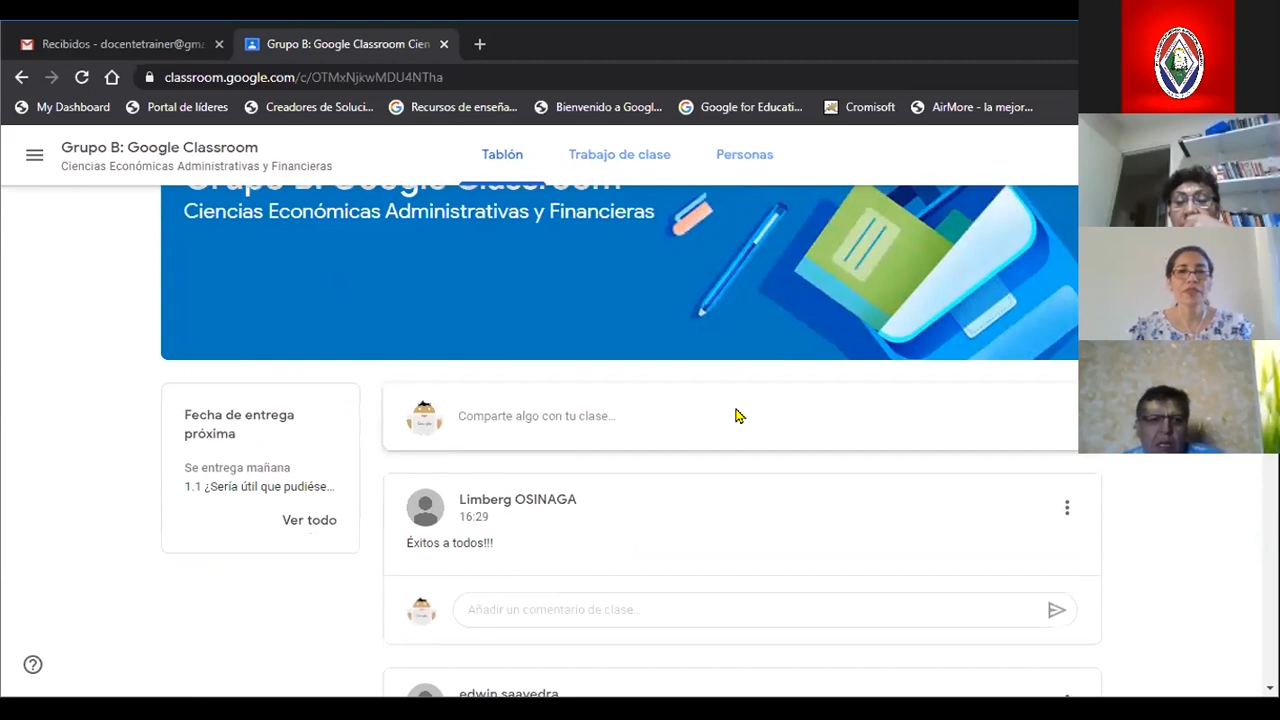 Recibidos - docentetrainer@gma
Grupo B: Google Classroom Cien
classroom.google.com/c/OTMxNjkwMDU4NTha
My Dashboard
Portal de líderes
Creadores de Soluci...
Recursos de enseña...
Bienvenido a Googl...
Google for Educati...
Cromisoft
AirMore - la mejor...
Grupo B: Google Classroom
Ciencias Económicas Administrativas y Financieras
Tablón
Trabajo de clase
Personas
Grupo B: Google Classroom
Ciencias Económicas Administrativas y Financieras
Fecha de entrega
próxima
Se entrega mañana
1.1 ¿Sería útil que pudiése...
Ver todo
Comparte algo con tu clase...
Limberg OSINAGA
16:29
Éxitos a todos!!!
Añadir un comentario de clase...
edwin saavedra